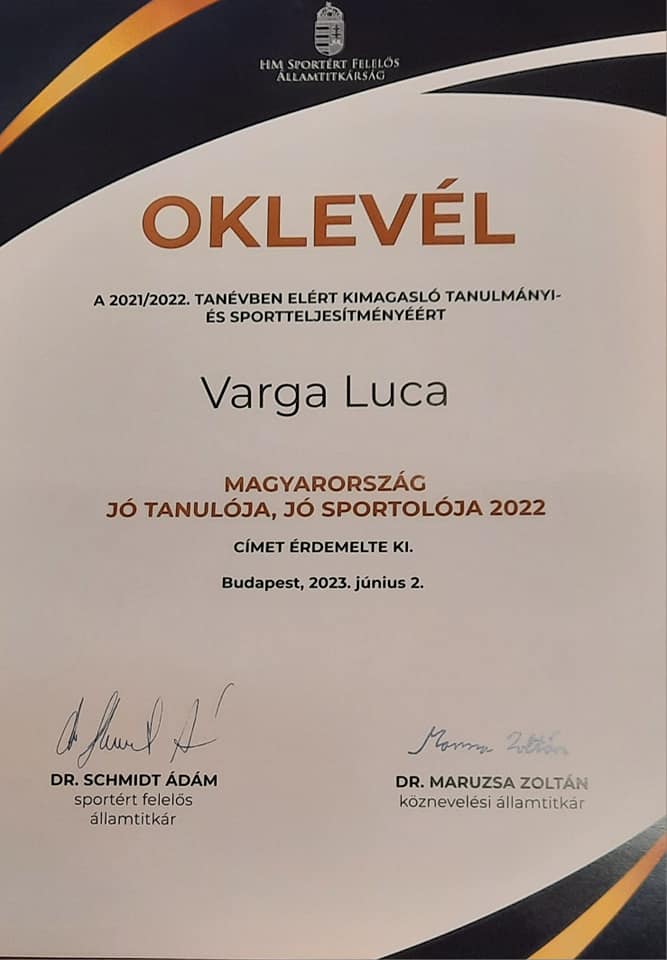 HM Sportért Felelős
Államtitkárság
OKLEVÉL
A 2021/2022. TANÉVBEN ELÉRT KIMAGASLÓ TANULMÁNYI-
ÉS SPORTTELJESÍTMÉNYÉÉRT
Varga Luca
MAGYARORSZÁG
JÓ TANULÓJA, JÓ SPORTOLÓJA 2022
CÍMET ÉRDEMELTE KI.
Budapest, 2023. június 2.
DR. SCHMIDT ÁDÁM
sportért felelős
államtitkár
DR. MARUZSA ZOLTÁN
köznevelési államtitkár